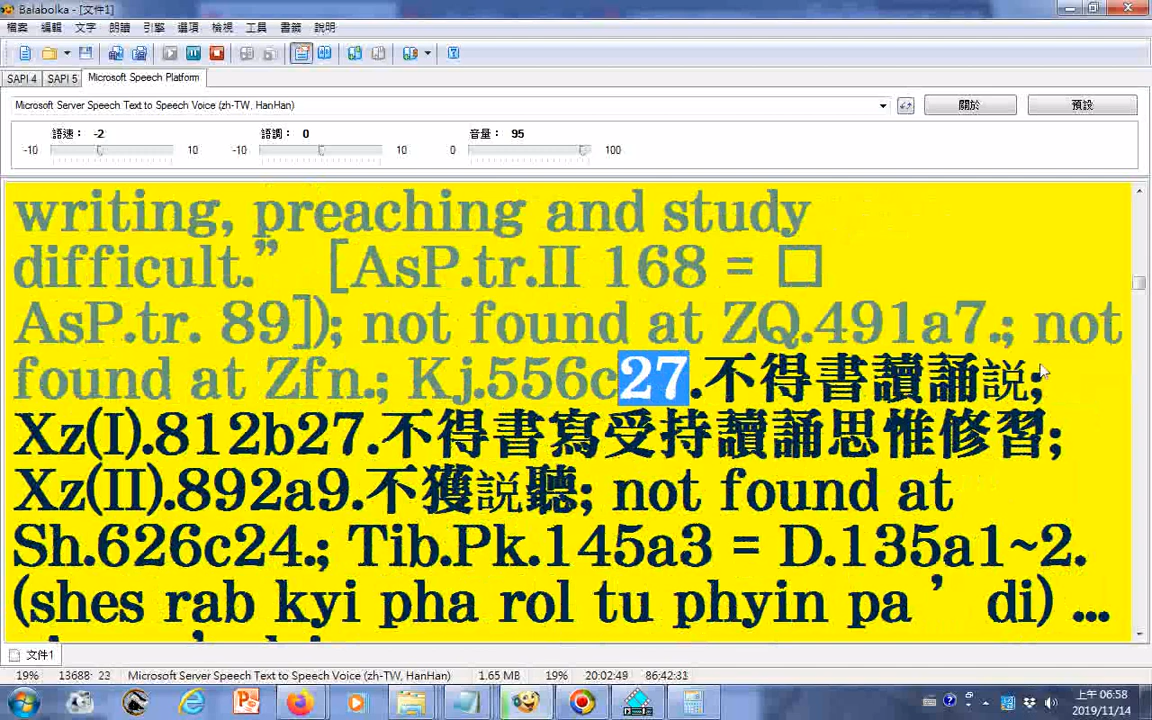 Balabolka - [文件1]
檔案 編輯 文字 朗讀 引擎 選項 檢視 工具 書籤 說明
SAPI 4 SAPI 5 Microsoft Speech Platform
Microsoft Server Speech Text to Speech Voice (zh-TW, HanHan) 關於 預設
語速： -2 語調： 0 音量： 95
-10 10 -10 10 0 100
writing, preaching and study
difficult.” [AsP.tr.II 168 = □
AsP.tr. 89]); not found at ZQ.491a7.; not
found at Zfn.; Kj.556c27.不得書讀誦説;
Xz(I).812b27.不得書寫受持讀誦思惟修習;
Xz(II).892a9.不獲説聽; not found at
Sh.626c24.; Tib.Pk.145a3 = D.135a1~2.
(shes rab kyi pha rol tu phyin pa ’ di) ...
文件1
19% 13688: 23 Microsoft Server Speech Text to Speech Voice (zh-TW, HanHan) 1.65 MB 19% 20:02:49 86:42:31
上午 06:58
2019/11/14